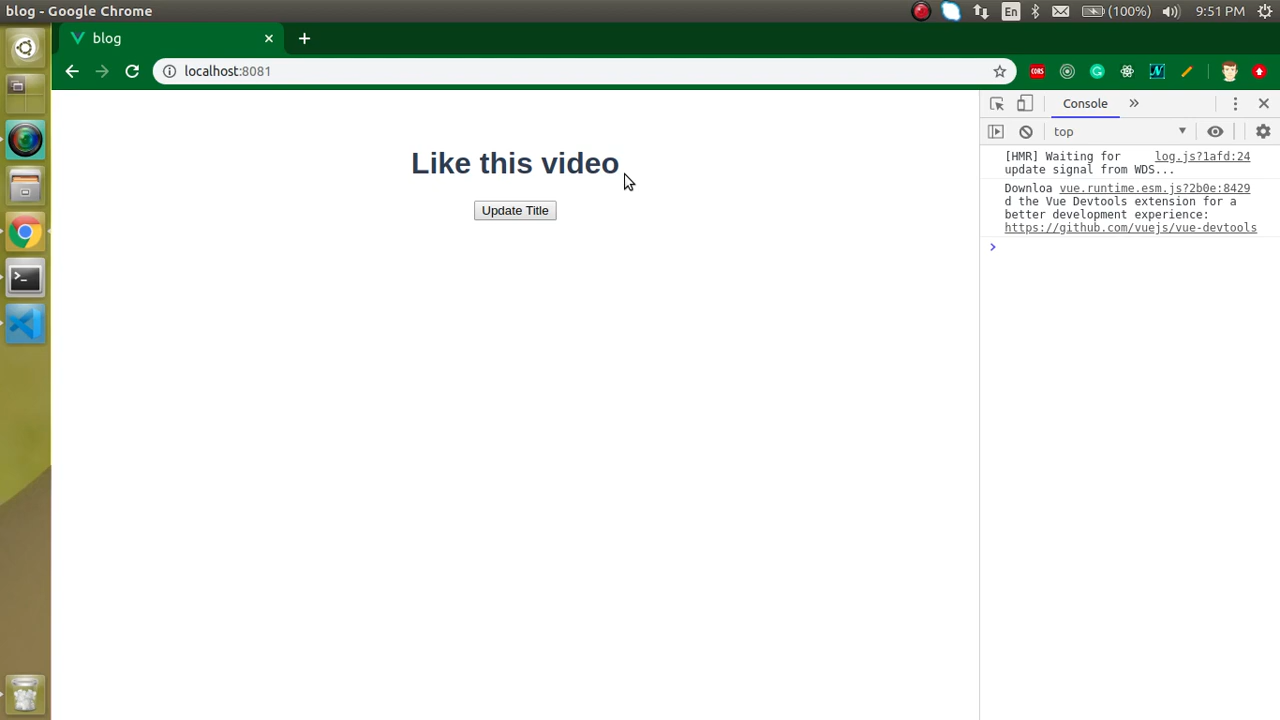 blog - Google Chrome
En
(100%)
9:51 PM
blog
localhost:8081
CORS
Console
top
Like this video
Update Title
[HMR] Waiting for log.js?1afd:24
update signal from WDS...
Downloa vue.runtime.esm.js?2b0e:8429
d the Vue Devtools extension for a
better development experience:
https://github.com/vuejs/vue-devtools